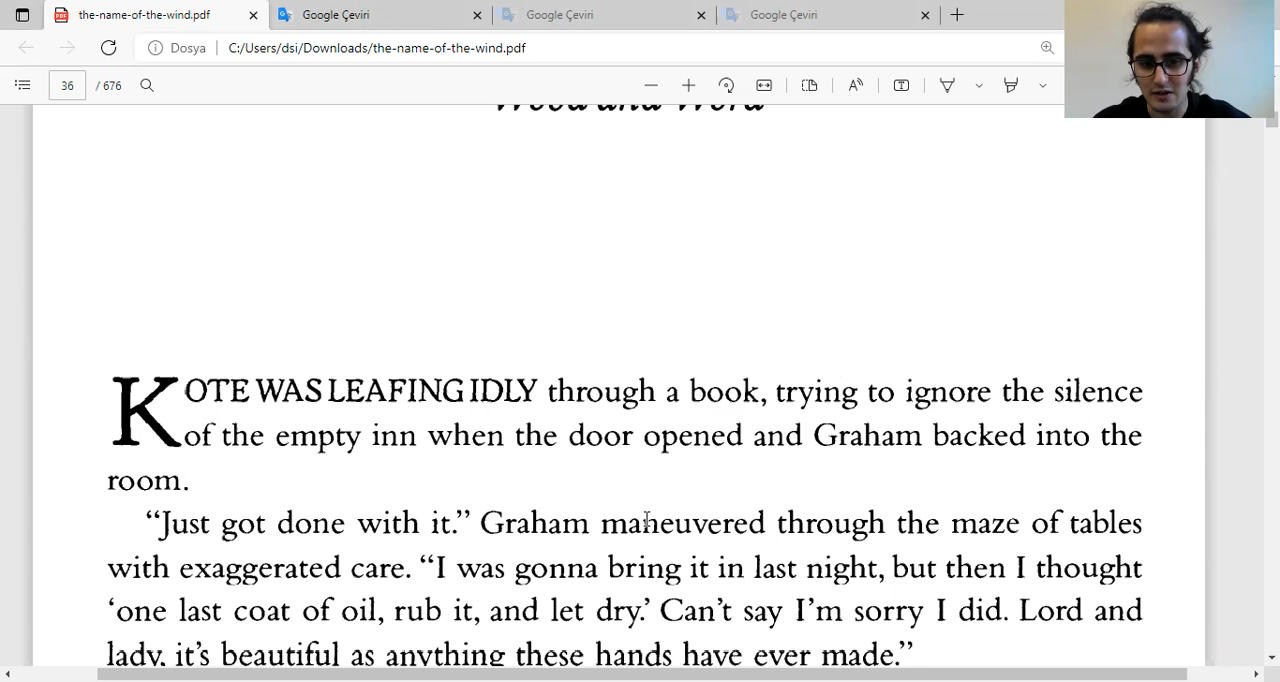 the-name-of-the-wind.pdf
Google Çeviri
Google Çeviri
Google Çeviri
Dosya
C:/Users/dsi/Downloads/the-name-of-the-wind.pdf
36 / 676
Wood and Word
KOTE WAS LEAFING IDLY through a book, trying to ignore the silence
of the empty inn when the door opened and Graham backed into the
room.
“Just got done with it.” Graham maneuvered through the maze of tables
with exaggerated care. “I was gonna bring it in last night, but then I thought
‘one last coat of oil, rub it, and let dry.’ Can’t say I’m sorry I did. Lord and
lady, it’s beautiful as anything these hands have ever made.”